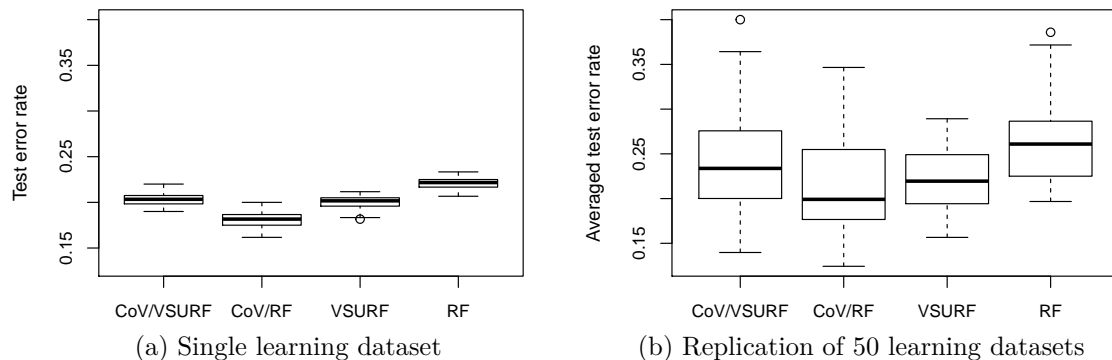 Test error rate
0.15 0.25 0.35
CoV/VSURF CoV/RF VSURF RF
(a) Single learning dataset
Averaged test error rate
0.15 0.25 0.35
CoV/VSURF CoV/RF VSURF RF
(b) Replication of 50 learning datasets